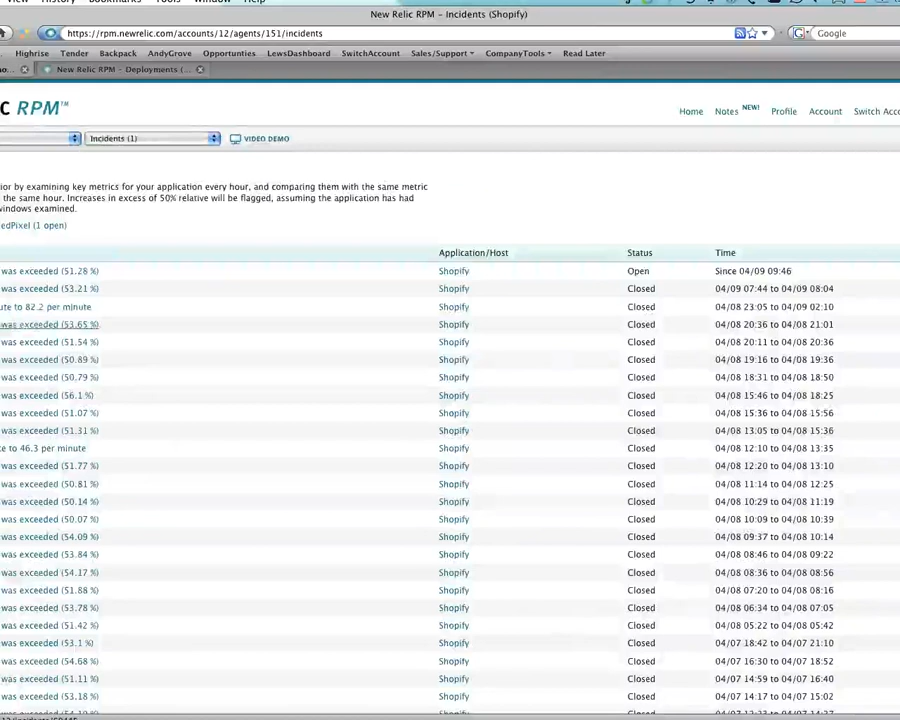 View History Bookmarks Tools Window Help
New Relic RPM - Incidents (Shopify)
https://rpm.newrelic.com/accounts/12/agents/151/incidents
Google
Highrise Tender Backpack AndyGrove Opportunities LewsDashboard SwitchAccount Sales/Support CompanyTools Read Later
New Relic RPM - Deployments (...
C RPM™
Home Notes NEW! Profile Account Switch Acco
Incidents (1) VIDEO DEMO
ior by examining key metrics for your application every hour, and comparing them with the same metric
the same hour. Increases in excess of 50% relative will be flagged, assuming the application has had
windows examined.
edPixel (1 open)
Application/Host Status Time
was exceeded (51.28 %) Shopify Open Since 04/09 09:46
was exceeded (53.21 %) Shopify Closed 04/09 07:44 to 04/09 08:04
ute to 82.2 per minute Shopify Closed 04/08 23:05 to 04/09 02:10
was exceeded (53.65 %) Shopify Closed 04/08 20:36 to 04/08 21:01
was exceeded (51.54 %) Shopify Closed 04/08 20:11 to 04/08 20:36
was exceeded (50.89 %) Shopify Closed 04/08 19:16 to 04/08 19:36
was exceeded (50.79 %) Shopify Closed 04/08 18:31 to 04/08 18:50
was exceeded (56.1 %) Shopify Closed 04/08 15:46 to 04/08 18:25
was exceeded (51.07 %) Shopify Closed 04/08 15:36 to 04/08 15:56
was exceeded (51.31 %) Shopify Closed 04/08 13:05 to 04/08 15:36
te to 46.3 per minute Shopify Closed 04/08 12:10 to 04/08 13:35
was exceeded (51.77 %) Shopify Closed 04/08 12:20 to 04/08 13:10
was exceeded (50.81 %) Shopify Closed 04/08 11:14 to 04/08 12:25
was exceeded (50.14 %) Shopify Closed 04/08 10:29 to 04/08 11:19
was exceeded (50.07 %) Shopify Closed 04/08 10:09 to 04/08 10:39
was exceeded (54.09 %) Shopify Closed 04/08 09:37 to 04/08 10:14
was exceeded (53.84 %) Shopify Closed 04/08 08:46 to 04/08 09:22
was exceeded (54.17 %) Shopify Closed 04/08 08:36 to 04/08 08:56
was exceeded (51.88 %) Shopify Closed 04/08 07:20 to 04/08 08:16
was exceeded (53.78 %) Shopify Closed 04/08 06:34 to 04/08 07:05
was exceeded (51.42 %) Shopify Closed 04/08 05:22 to 04/08 05:42
was exceeded (53.1 %) Shopify Closed 04/07 18:42 to 04/07 21:10
was exceeded (54.68 %) Shopify Closed 04/07 16:30 to 04/07 18:52
was exceeded (51.11 %) Shopify Closed 04/07 14:59 to 04/07 16:40
was exceeded (53.18 %) Shopify Closed 04/07 14:17 to 04/07 15:02
was exceeded Shopify Closed